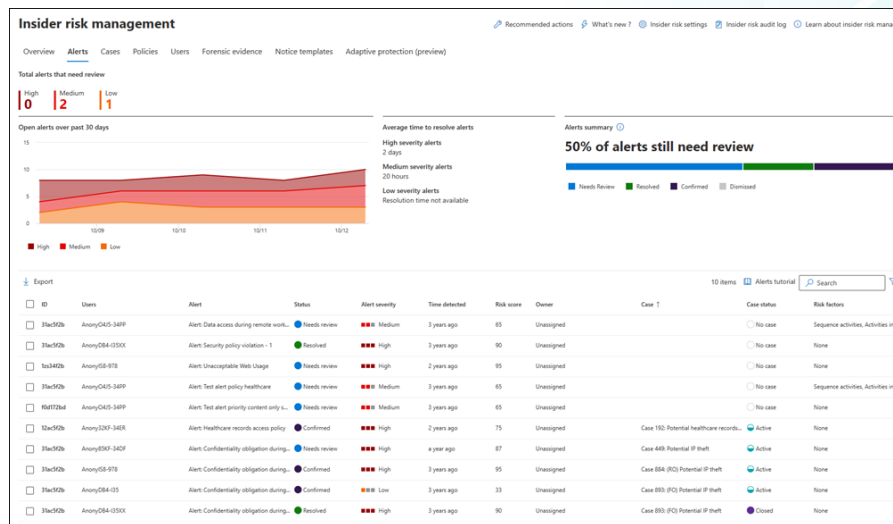 Insider risk management
Recommended actions What's new ? Insider risk settings Insider risk audit log Learn about insider risk mana
Overview Alerts Cases Policies Users Forensic evidence Notice templates Adaptive protection (preview)
Total alerts that need review
High Medium Low
0 2 1
Open alerts over past 30 days
15
10
5
0
10/09 10/10 10/11 10/12
High Medium Low
Average time to resolve alerts
High severity alerts
2 days
Medium severity alerts
20 hours
Low severity alerts
Resolution time not available
Alerts summary
50% of alerts still need review
Needs Review Resolved Confirmed Dismissed
Export 10 items Alerts tutorial Search
ID Users Alert Status Alert severity Time detected Risk score Owner Case ↑ Case status Risk factors
31ac5f2b AnonyO4J5-34PP Alert: Data access during remote work... Needs review Medium 3 years ago 65 Unassigned No case Sequence activities, Activities in
31ac5f2b AnonyDB4-I35XX Alert: Security policy violation - 1 Resolved High 3 years ago 90 Unassigned No case None
AnonyIS8-978 Alert: Unacceptable Web Usage Needs review High 2 years ago 95 Unassigned No case None
31ac5f2b AnonyO4J5-34PP Alert: Test alert policy healthcare Needs review Medium 3 years ago 65 Unassigned No case Sequence activities, Activities in
f0d172bd AnonyO4J5-34PP Alert: Test alert priority content only s... Needs review Medium 3 years ago 65 Unassigned No case None
12ac5f2b Anony32KF-34ER Alert: Healthcare records access policy Confirmed High 2 years ago 75 Unassigned Case 192: Potential healthcare records... Active None
31ac5f2b Anony85KF-34DF Alert: Confidentiality obligation during... Needs review High a year ago 87 Unassigned Case 449: Potential IP theft Active None
31ac5f2b AnonyIS8-978 Alert: Confidentiality obligation during... Confirmed High 3 years ago 95 Unassigned Case 884: (RO) Potential IP theft Active None
31ac5f2b AnonyDB4-I35 Alert: Confidentiality obligation during... Confirmed Low 3 years ago 33 Unassigned Case 893: (FO) Potential IP theft Active None
31ac5f2b AnonyDB4-I35XX Alert: Confidentiality obligation during... Resolved High 3 years ago 90 Unassigned Case 893: (FO) Potential IP theft Closed None